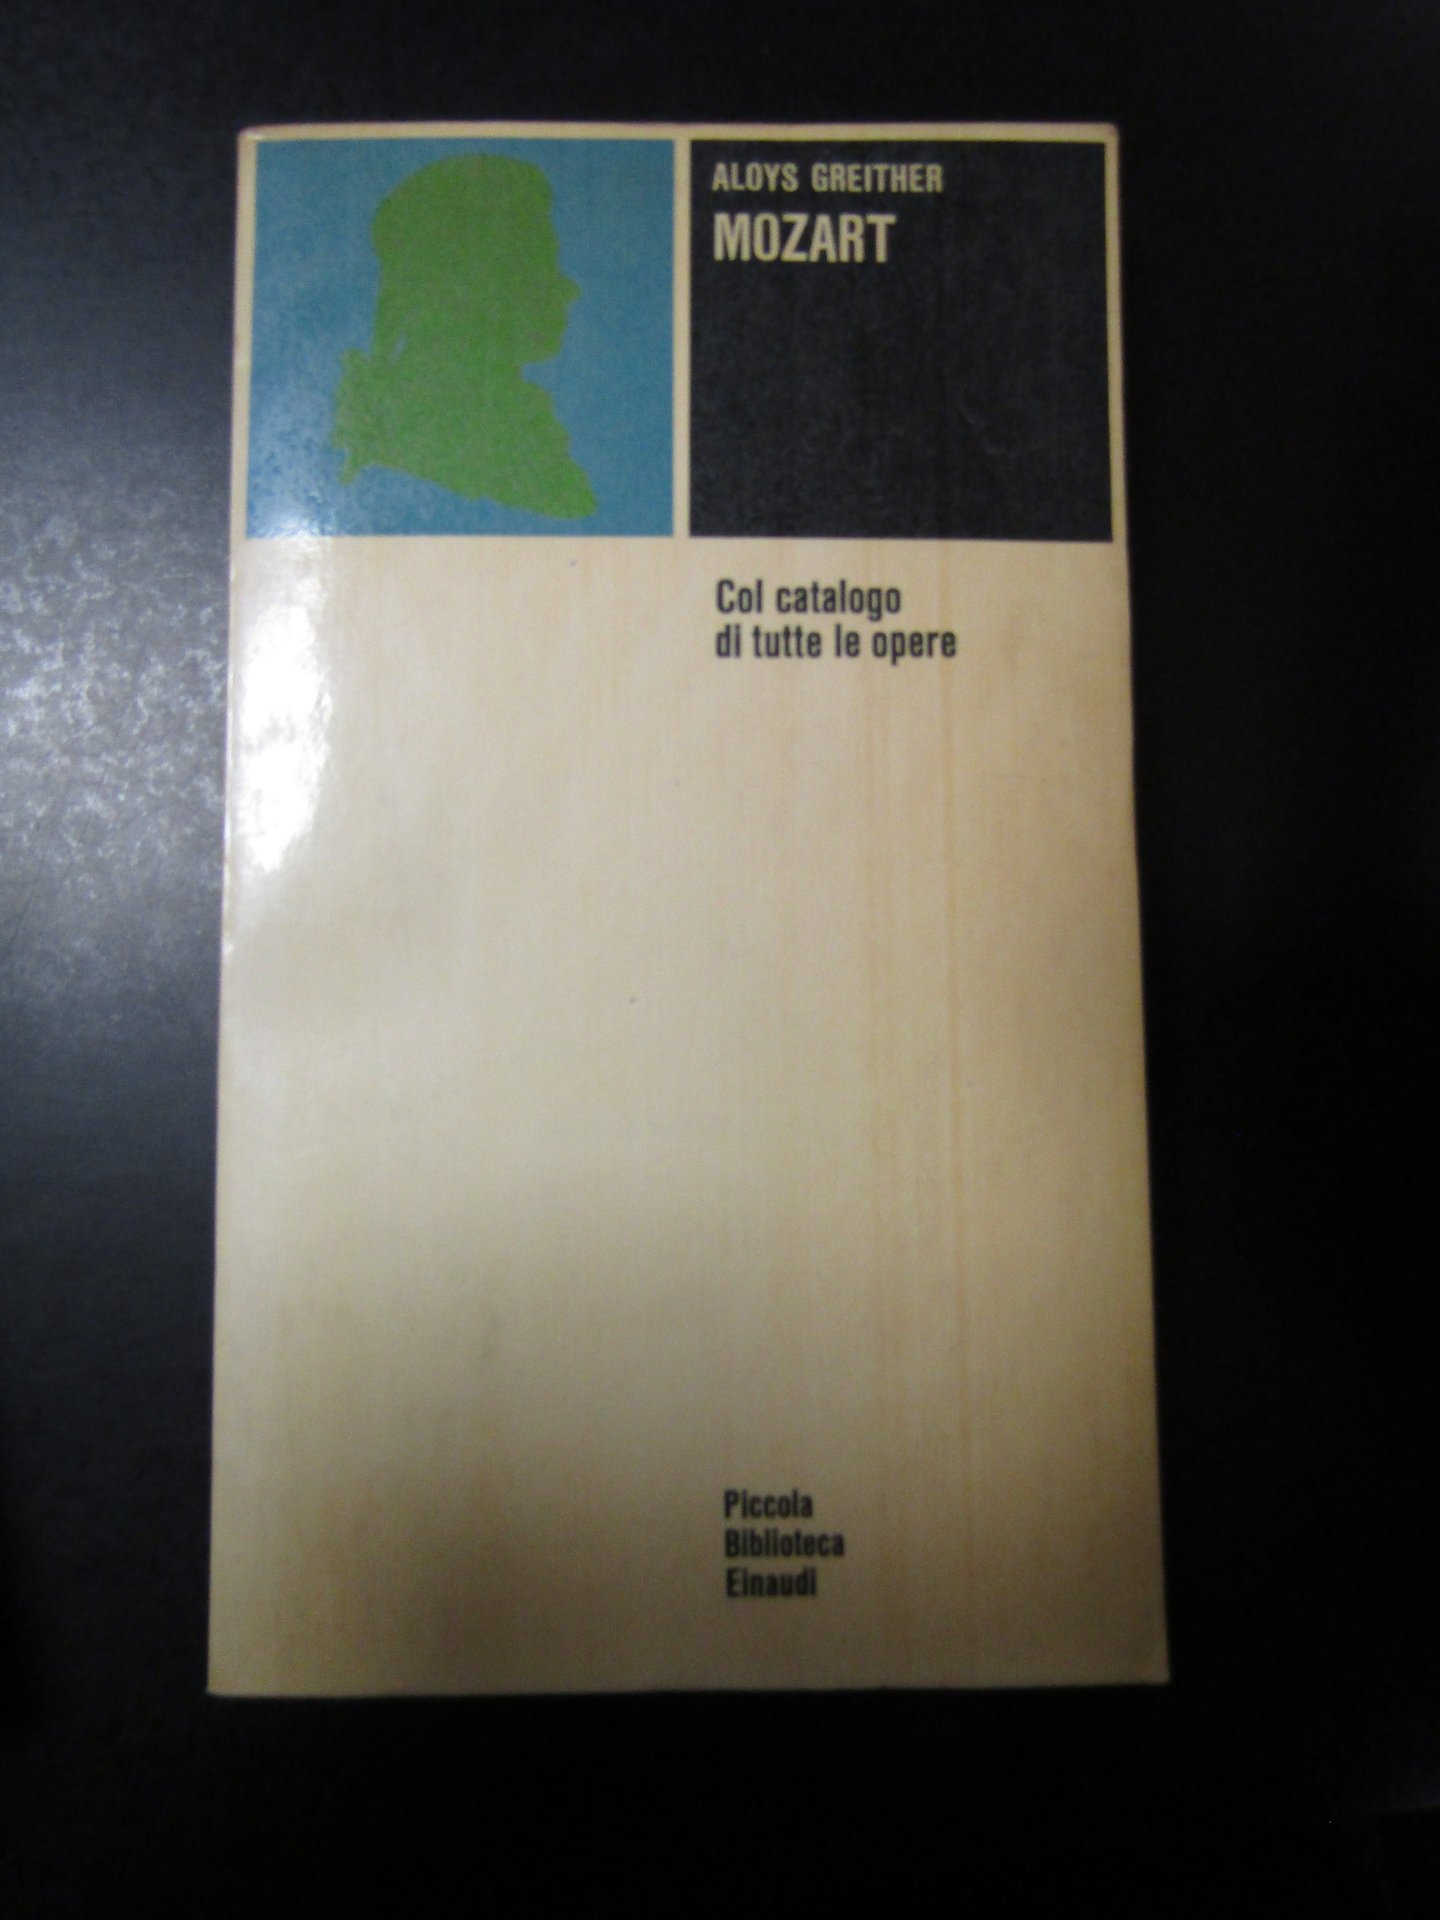 ALOYS GREITHER
MOZART
Col catalogo
di tutte le opere
Piccola
Biblioteca
Einaudi